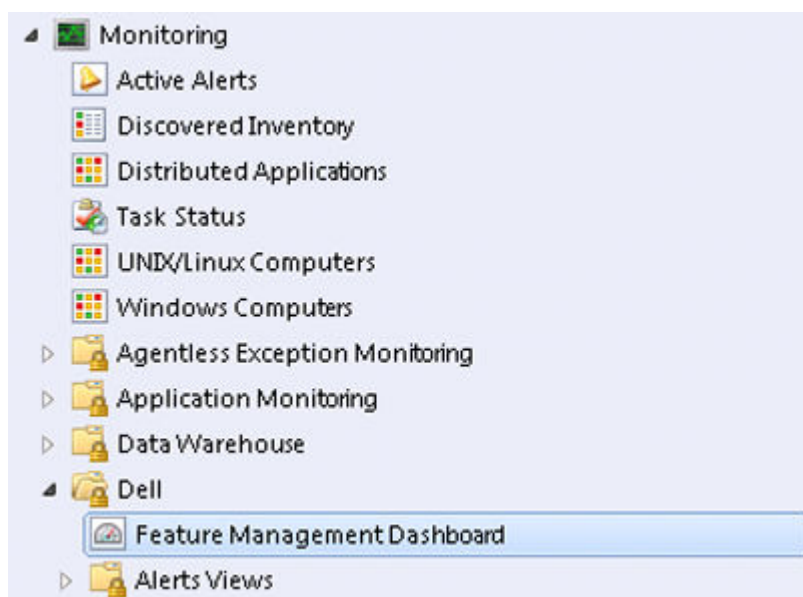 Monitoring
Active Alerts
Discovered Inventory
Distributed Applications
Task Status
UNIX/Linux Computers
Windows Computers
Agentless Exception Monitoring
Application Monitoring
Data Warehouse
Dell
Feature Management Dashboard
Alerts Views